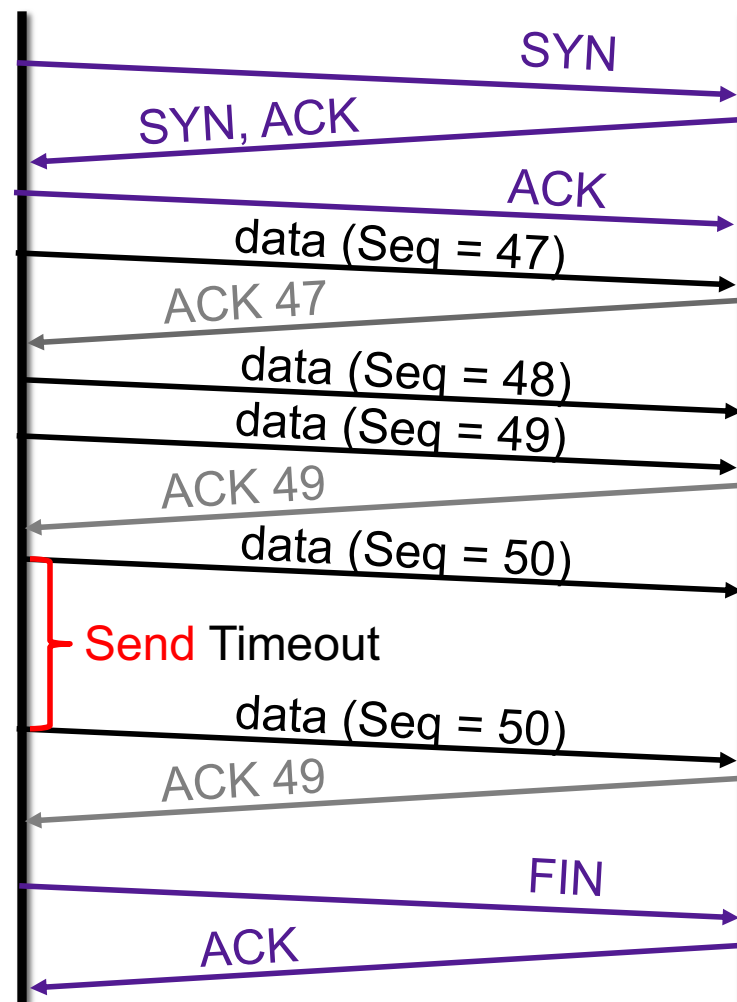 SYN
SYN, ACK
ACK
data (Seq = 47)
ACK 47
data (Seq = 48)
data (Seq = 49)
ACK 49
data (Seq = 50)
Send Timeout
data (Seq = 50)
ACK 49
FIN
ACK